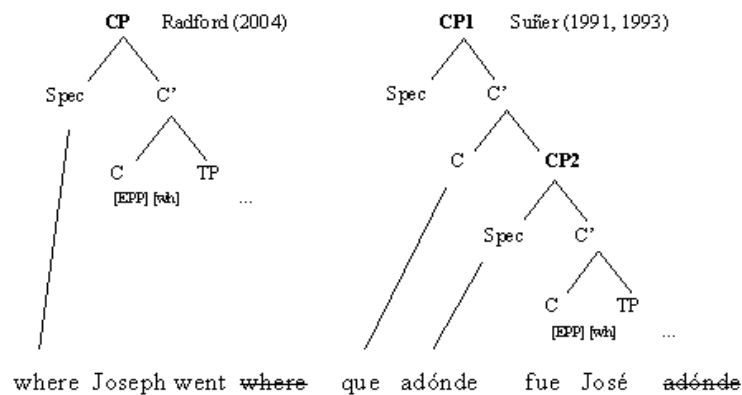 CP Radford (2004) CP1 Suñer (1991, 1993)
Spec C' Spec C'
C TP C CP2
[EPP] [wh] ...
Spec C'
C TP
[EPP] [wh] ...
where Joseph went where que adónde fue José adónde